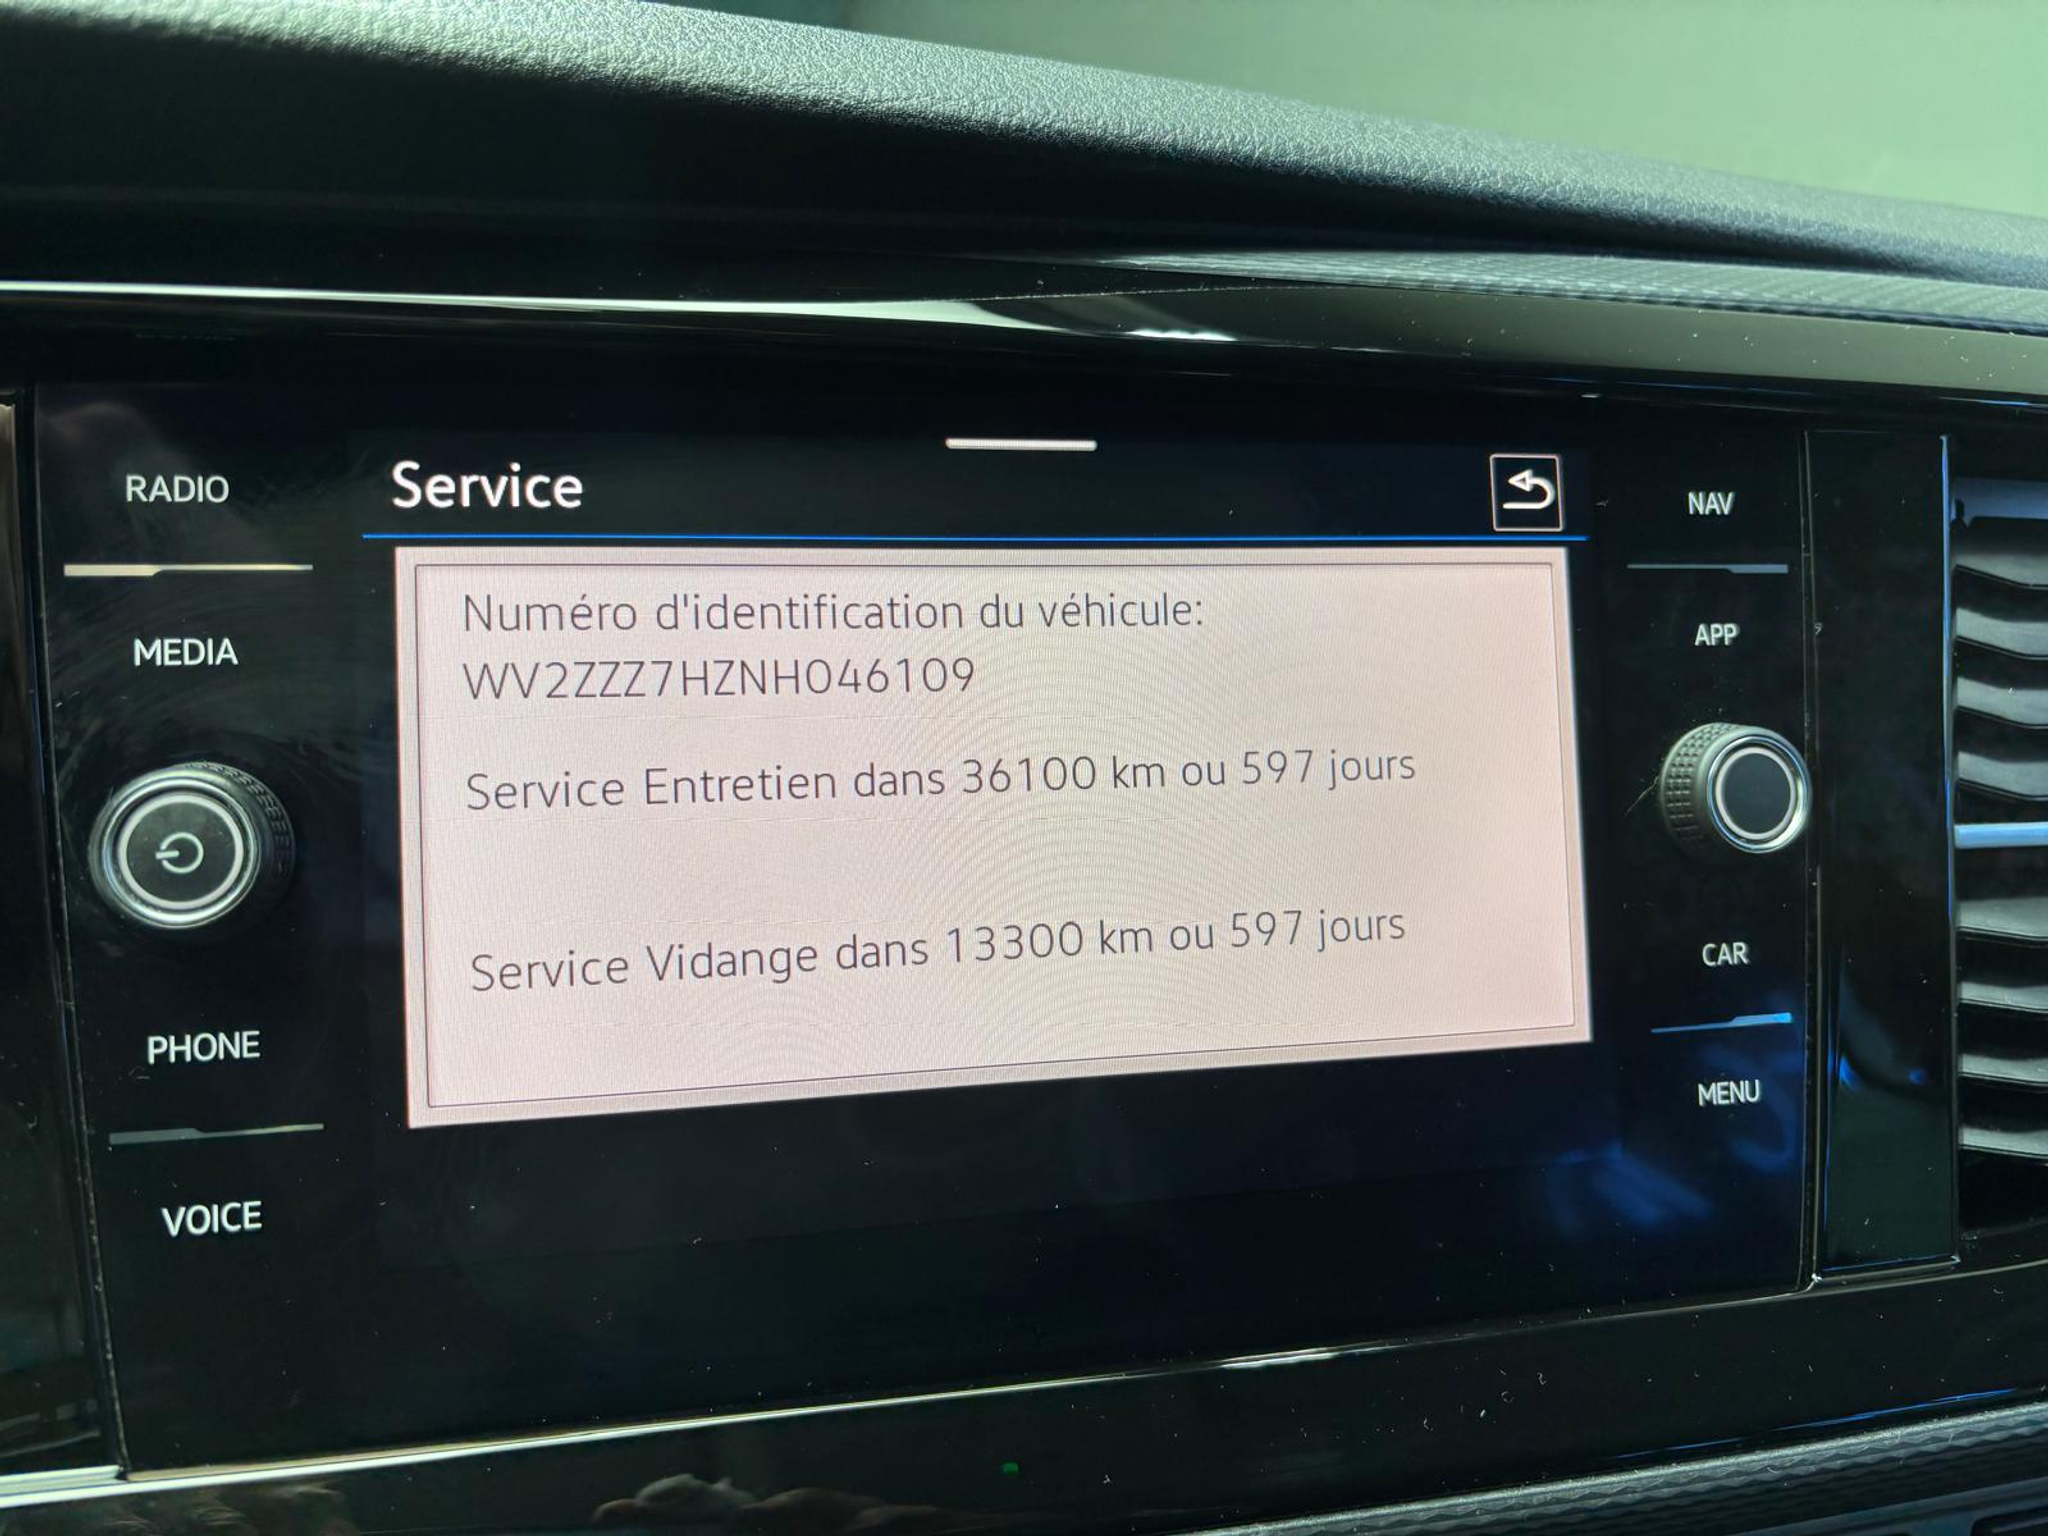 Service
RADIO
MEDIA
PHONE
VOICE
Numéro d'identification du véhicule:
WV2ZZZ7HZNH046109
Service Entretien dans 36100 km ou 597 jours
Service Vidange dans 13300 km ou 597 jours
NAV
APP
CAR
MENU